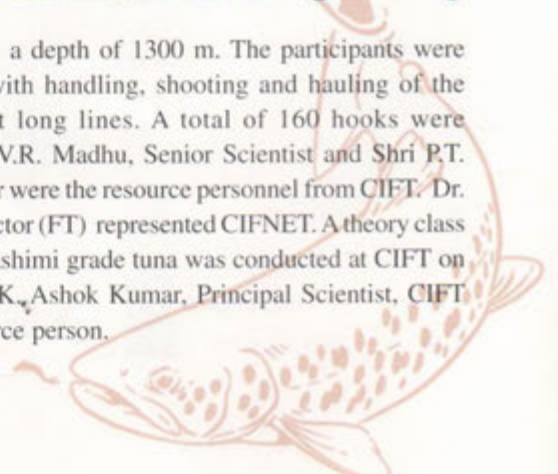 a depth of 1300 m. The participants were
with handling, shooting and hauling of the
t long lines. A total of 160 hooks were
V.R. Madhu, Senior Scientist and Shri P.T.
r were the resource personnel from CIFT. Dr.
ctor (FT) represented CIFNET. A theory class
ashimi grade tuna was conducted at CIFT on
K. Ashok Kumar, Principal Scientist, CIFT
rce person.